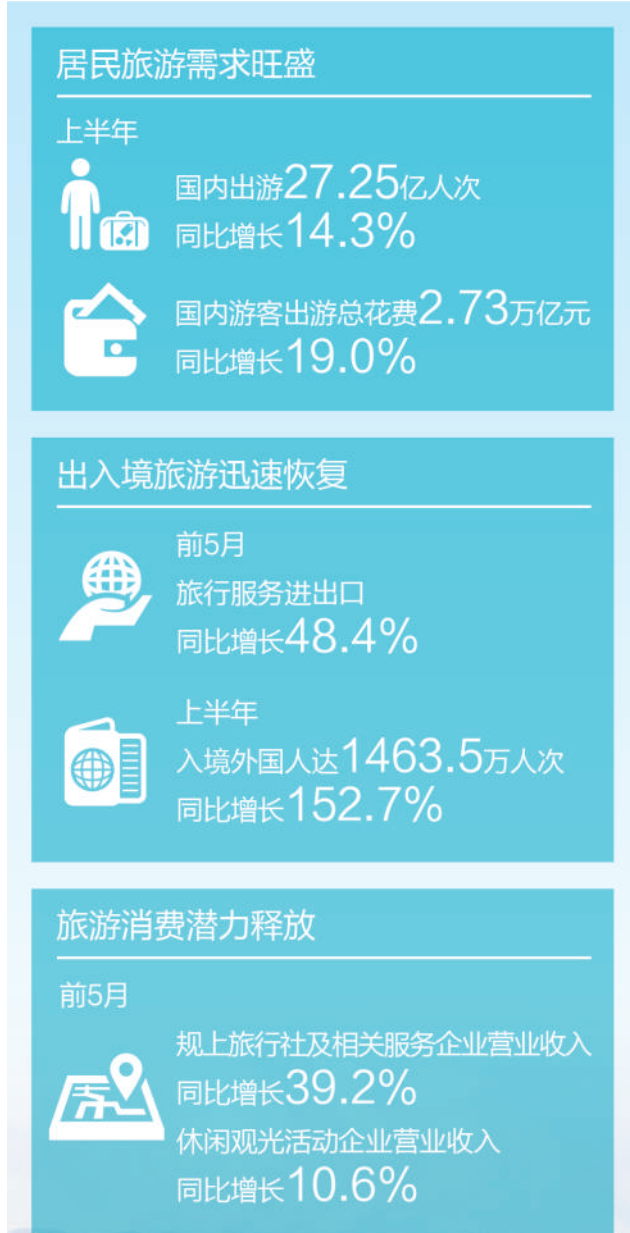 居民旅游需求旺盛
上半年
国内出游27.25亿人次
同比增长14.3%
国内游客出游总花费2.73万亿元
同比增长19.0%
出入境旅游迅速恢复
前5月
旅行服务进出口
同比增长48.4%
上半年
入境外国人达1463.5万人次
同比增长152.7%
旅游消费潜力释放
前5月
规上旅行社及相关服务企业营业收入
同比增长39.2%
休闲观光活动企业营业收入
同比增长10.6%